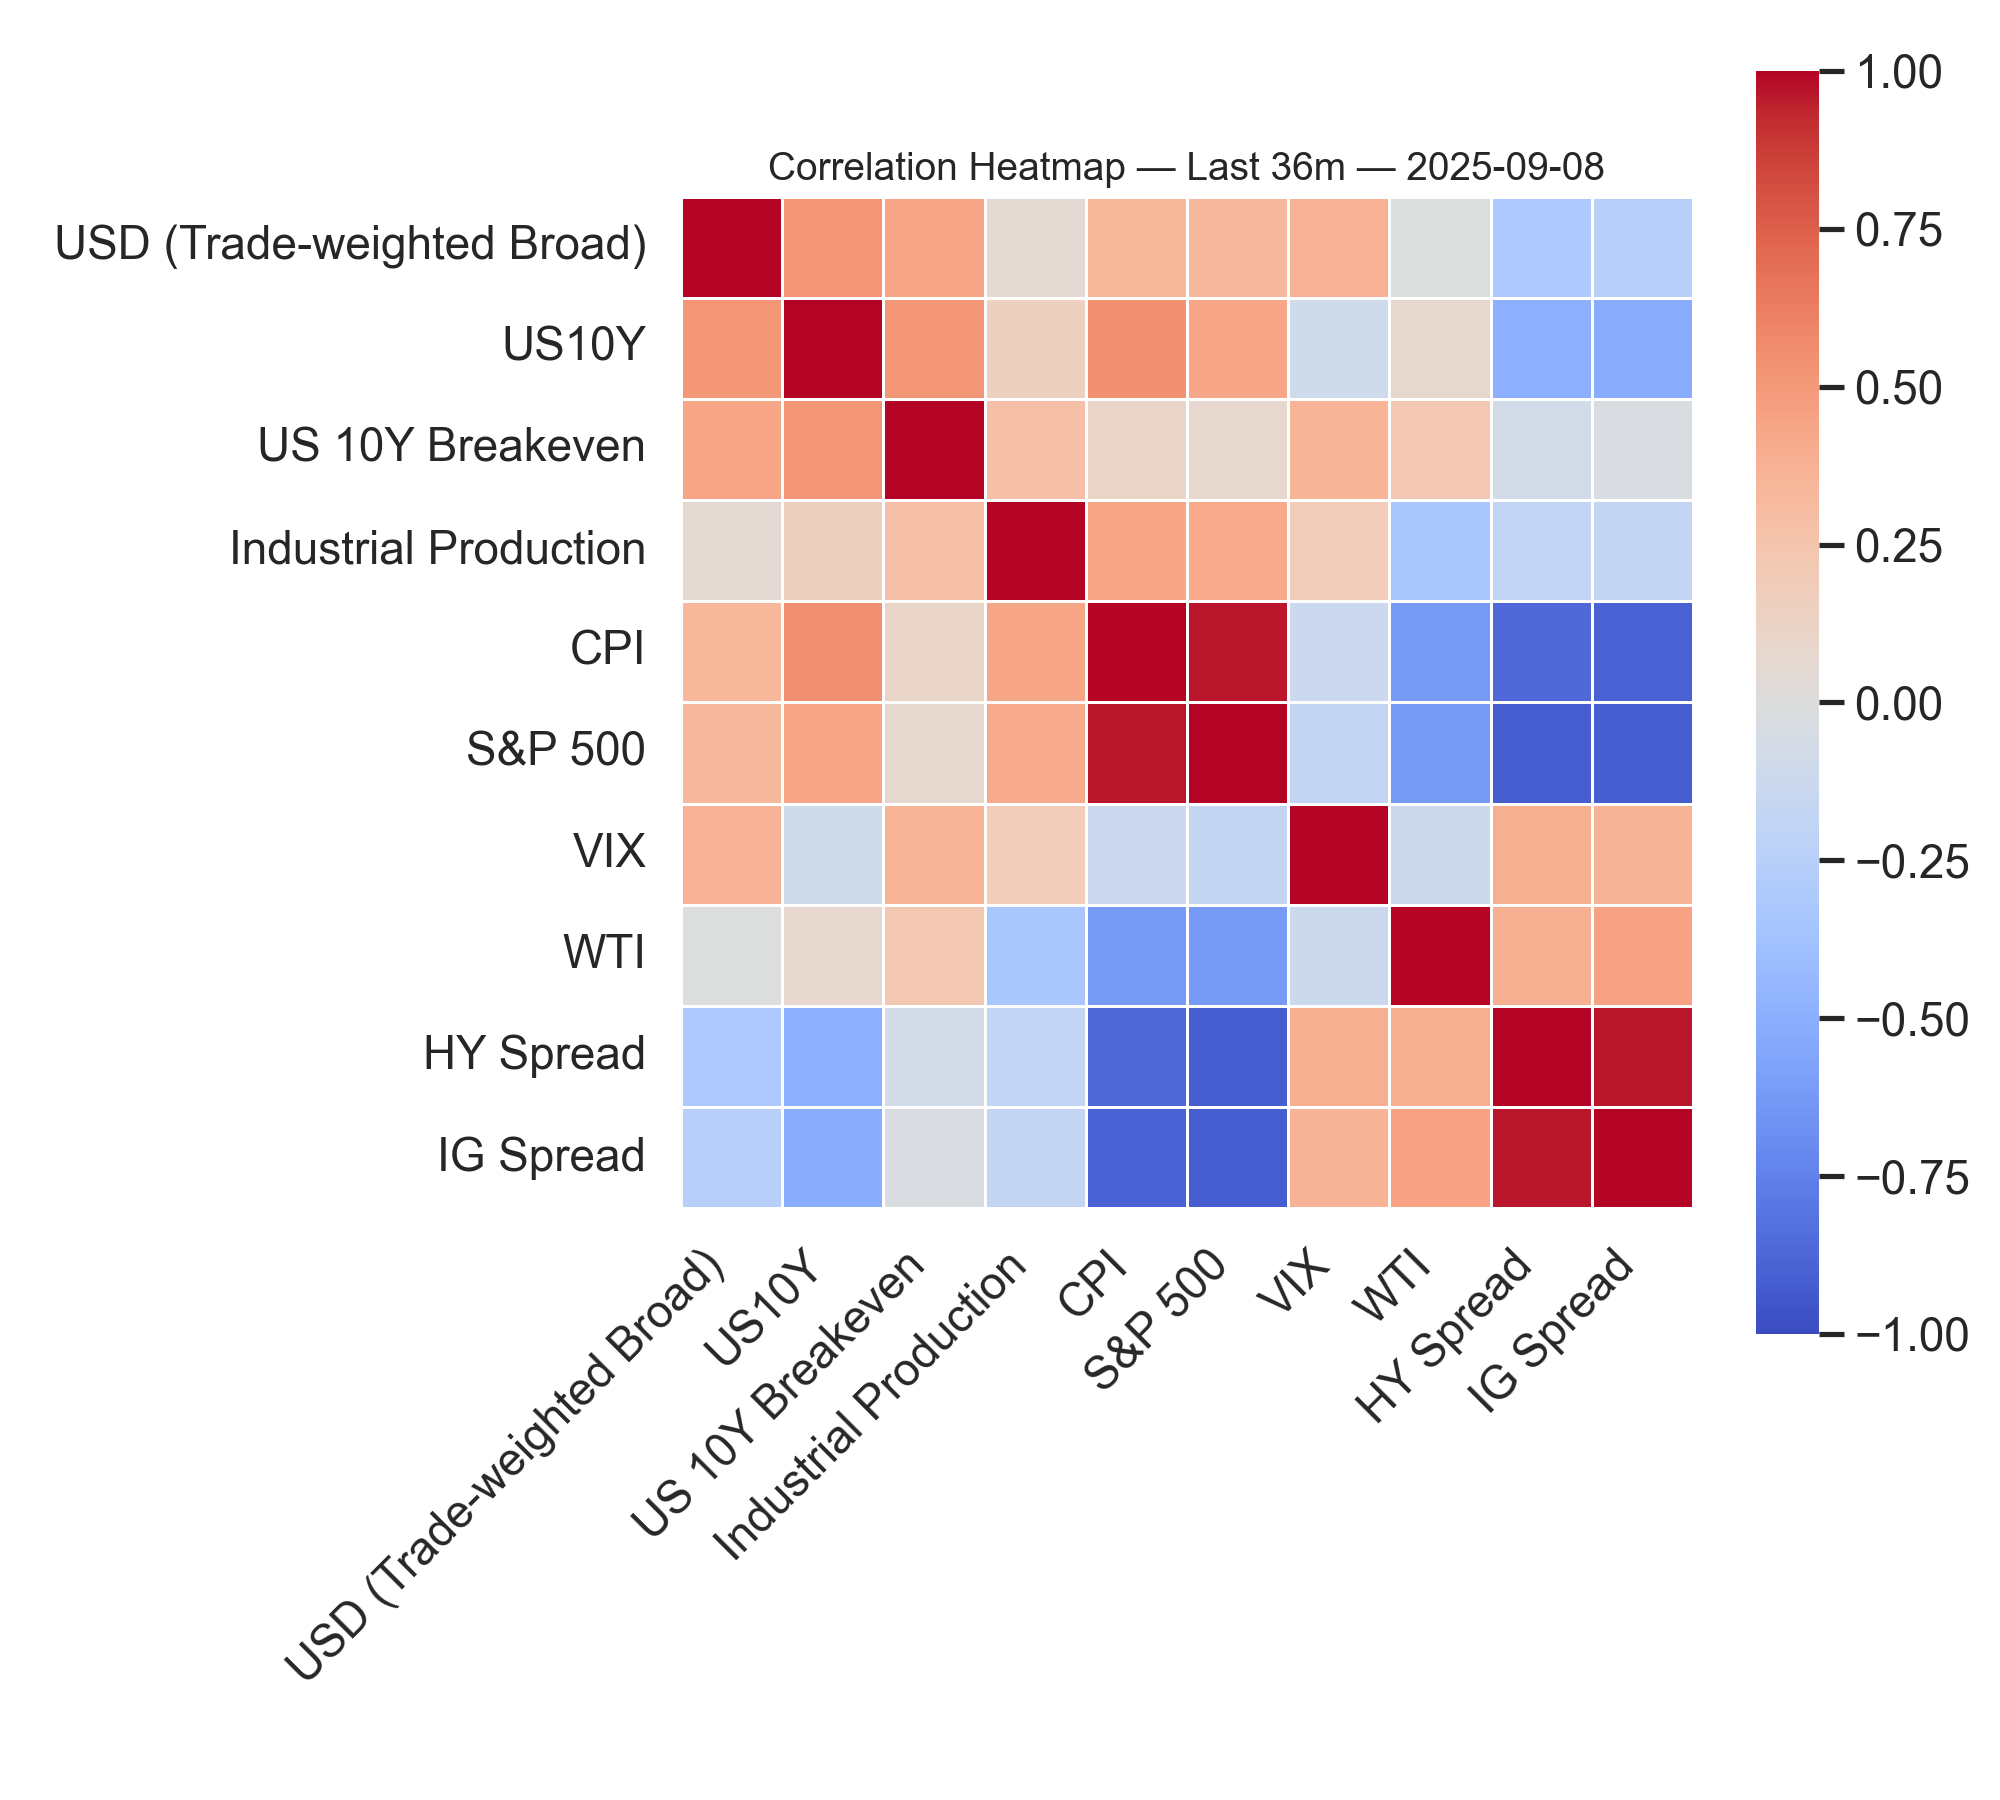 Correlation Heatmap — Last 36m — 2025-09-08
USD (Trade-weighted Broad)
US10Y
US 10Y Breakeven
Industrial Production
CPI
S&P 500
VIX
WTI
HY Spread
IG Spread
USD (Trade-weighted Broad)
US10Y
US 10Y Breakeven
Industrial Production
CPI
S&P 500
VIX
WTI
HY Spread
IG Spread
1.00
0.75
0.50
0.25
0.00
−0.25
−0.50
−0.75
−1.00